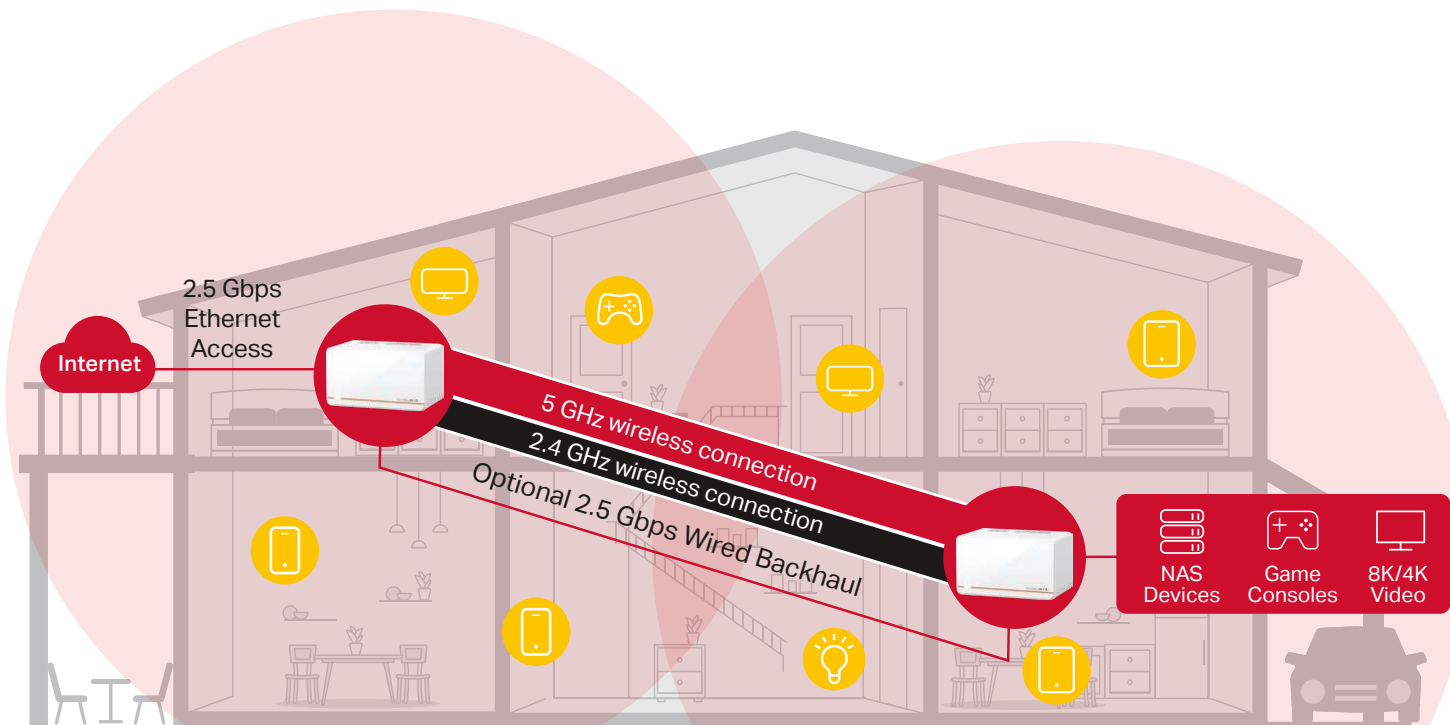 2.5 Gbps
Ethernet
Access
Internet
5 GHz wireless connection
2.4 GHz wireless connection
Optional 2.5 Gbps Wired Backhaul
NAS
Devices
Game
Consoles
8K/4K
Video